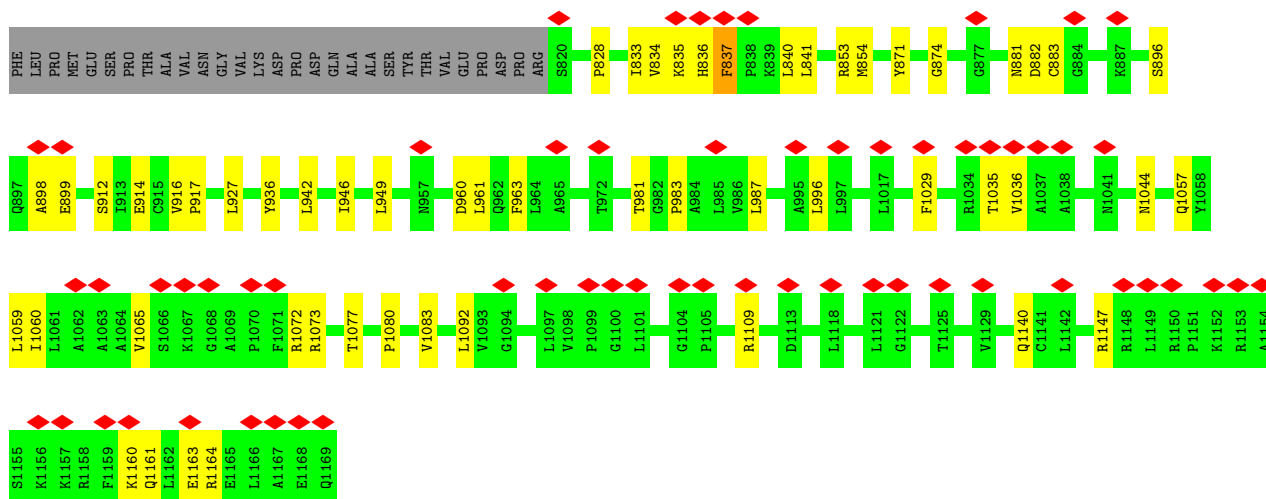 PHE LEU PRO MET GLU SER PRO THR ALA VAL ASN GLY VAL LYS ASP PRO ASP GLN ALA ALA SER TYR THR VAL GLU PRO ASP PRO ARG S820 P828 I833 V834 K835 H836 F837 P838 K839 L840 L841 R853 M854 Y871 G874 G877 N881 D882 C883 G884 K887 S896
Q897 A898 E899 S912 I913 E914 C915 V916 P917 L927 Y936 L942 I946 L949 N957 D960 L961 Q962 F963 L964 A965 T972 T981 G982 P983 A984 L985 V986 L987 A995 L996 L997 L1017 F1029 R1034 T1035 V1036 A1037 A1038 N1041 N1044 Q1057 Y1058
L1059 I1060 L1061 A1062 A1063 A1064 V1065 S1066 K1067 G1068 A1069 P1070 F1071 R1072 R1073 T1077 P1080 V1083 L1092 V1093 G1094 L1097 V1098 P1099 G1100 L1101 G1104 P1105 R1109 D1113 L1118 L1121 G1122 T1125 V1129 Q1140 C1141 L1142 R1147 R1148 L1149 R1150 P1151 K1152 R1153 A1154
S1155 K1156 K1157 R1158 F1159 K1160 Q1161 L1162 E1163 R1164 E1165 L1166 A1167 E1168 Q1169